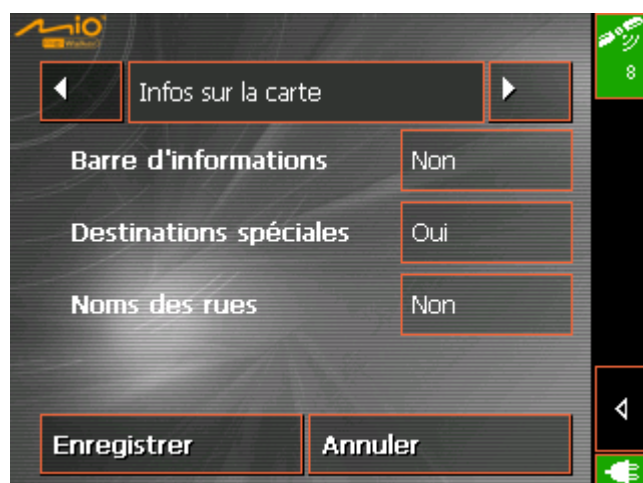 Mio
8
Infos sur la carte
Barre d'informations Non
Destinations spéciales Oui
Noms des rues Non
Enregistrer Annuler